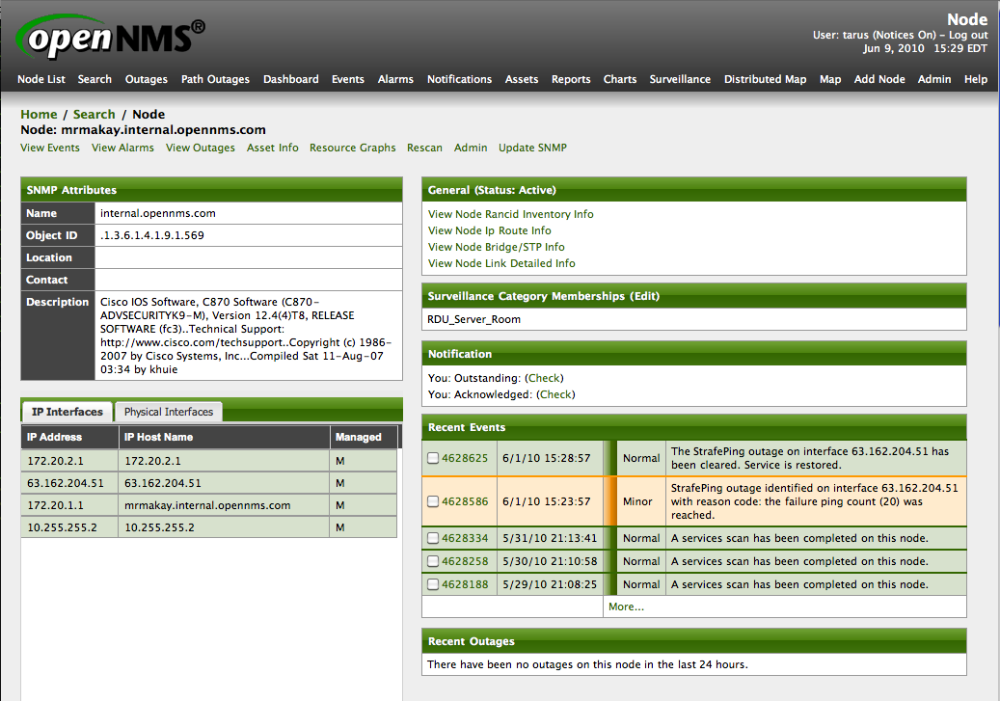 openNMS®
Node
User: tarus (Notices On) – Log out
Jun 9, 2010 15:29 EDT
Node List Search Outages Path Outages Dashboard Events Alarms Notifications Assets Reports Charts Surveillance Distributed Map Map Add Node Admin Help
Home / Search / Node
Node: mrmakay.internal.opennms.com
View Events View Alarms View Outages Asset Info Resource Graphs Rescan Admin Update SNMP
SNMP Attributes
Name internal.opennms.com
Object ID .1.3.6.1.4.1.9.1.569
Location
Contact
Description Cisco IOS Software, C870 Software (C870-
ADVSECURITYK9-M), Version 12.4(4)T8, RELEASE
SOFTWARE (fc3)..Technical Support:
http://www.cisco.com/techsupport..Copyright (c) 1986-
2007 by Cisco Systems, Inc...Compiled Sat 11-Aug-07
03:34 by khuie
IP Interfaces Physical Interfaces
IP Address IP Host Name Managed
172.20.2.1 172.20.2.1 M
63.162.204.51 63.162.204.51 M
172.20.1.1 mrmakay.internal.opennms.com M
10.255.255.2 10.255.255.2 M
General (Status: Active)
View Node Rancid Inventory Info
View Node Ip Route Info
View Node Bridge/STP Info
View Node Link Detailed Info
Surveillance Category Memberships (Edit)
RDU_Server_Room
Notification
You: Outstanding: (Check)
You: Acknowledged: (Check)
Recent Events
4628625 6/1/10 15:28:57 Normal The StrafePing outage on interface 63.162.204.51 has
been cleared. Service is restored.
4628586 6/1/10 15:23:57 Minor StrafePing outage identified on interface 63.162.204.51
with reason code: the failure ping count (20) was
reached.
4628334 5/31/10 21:13:41 Normal A services scan has been completed on this node.
4628258 5/30/10 21:10:58 Normal A services scan has been completed on this node.
4628188 5/29/10 21:08:25 Normal A services scan has been completed on this node.
More...
Recent Outages
There have been no outages on this node in the last 24 hours.